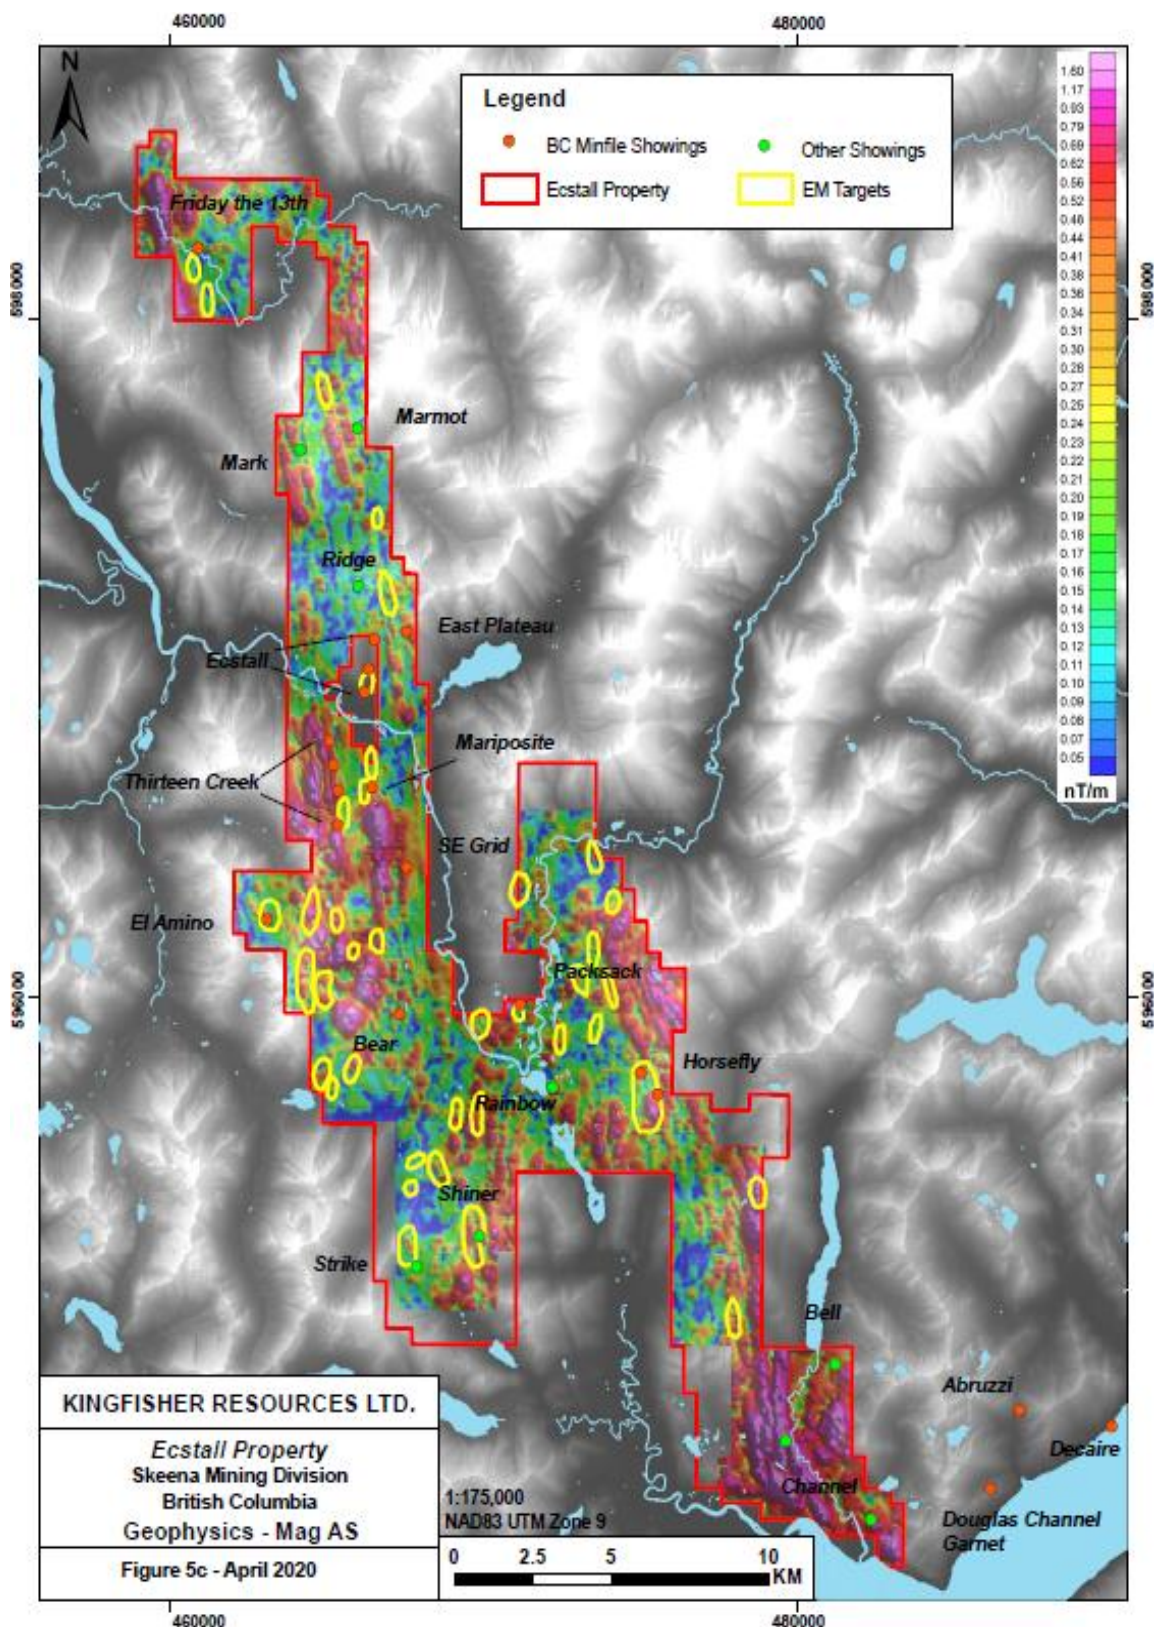 460000
480000
N
Legend
BC Minfile Showings
Other Showings
Ecstall Property
EM Targets
1.60
1.17
0.93
0.79
0.69
0.62
0.56
0.52
0.48
0.44
0.41
0.38
0.36
0.34
0.31
0.30
0.28
0.27
0.25
0.24
0.23
0.22
0.21
0.20
0.19
0.18
0.17
0.16
0.15
0.14
0.13
0.12
0.11
0.10
0.09
0.08
0.07
0.05
nT/m
598000
598000
Friday the 13th
Marmot
Mark
Ridge
East Plateau
Ecstall
Mariposite
Thirteen Creek
SE Grid
El Amino
Packsack
596000
596000
Bear
Horsefly
Rainbow
Shiner
Strike
Bell
Abruzzi
Decaire
Channel
Douglas Channel
Garnet
KINGFISHER RESOURCES LTD.
Ecstall Property
Skeena Mining Division
British Columbia
Geophysics - Mag AS
Figure 5c - April 2020
1:175,000
NAD83 UTM Zone 9
0 2.5 5 10
KM
460000
480000